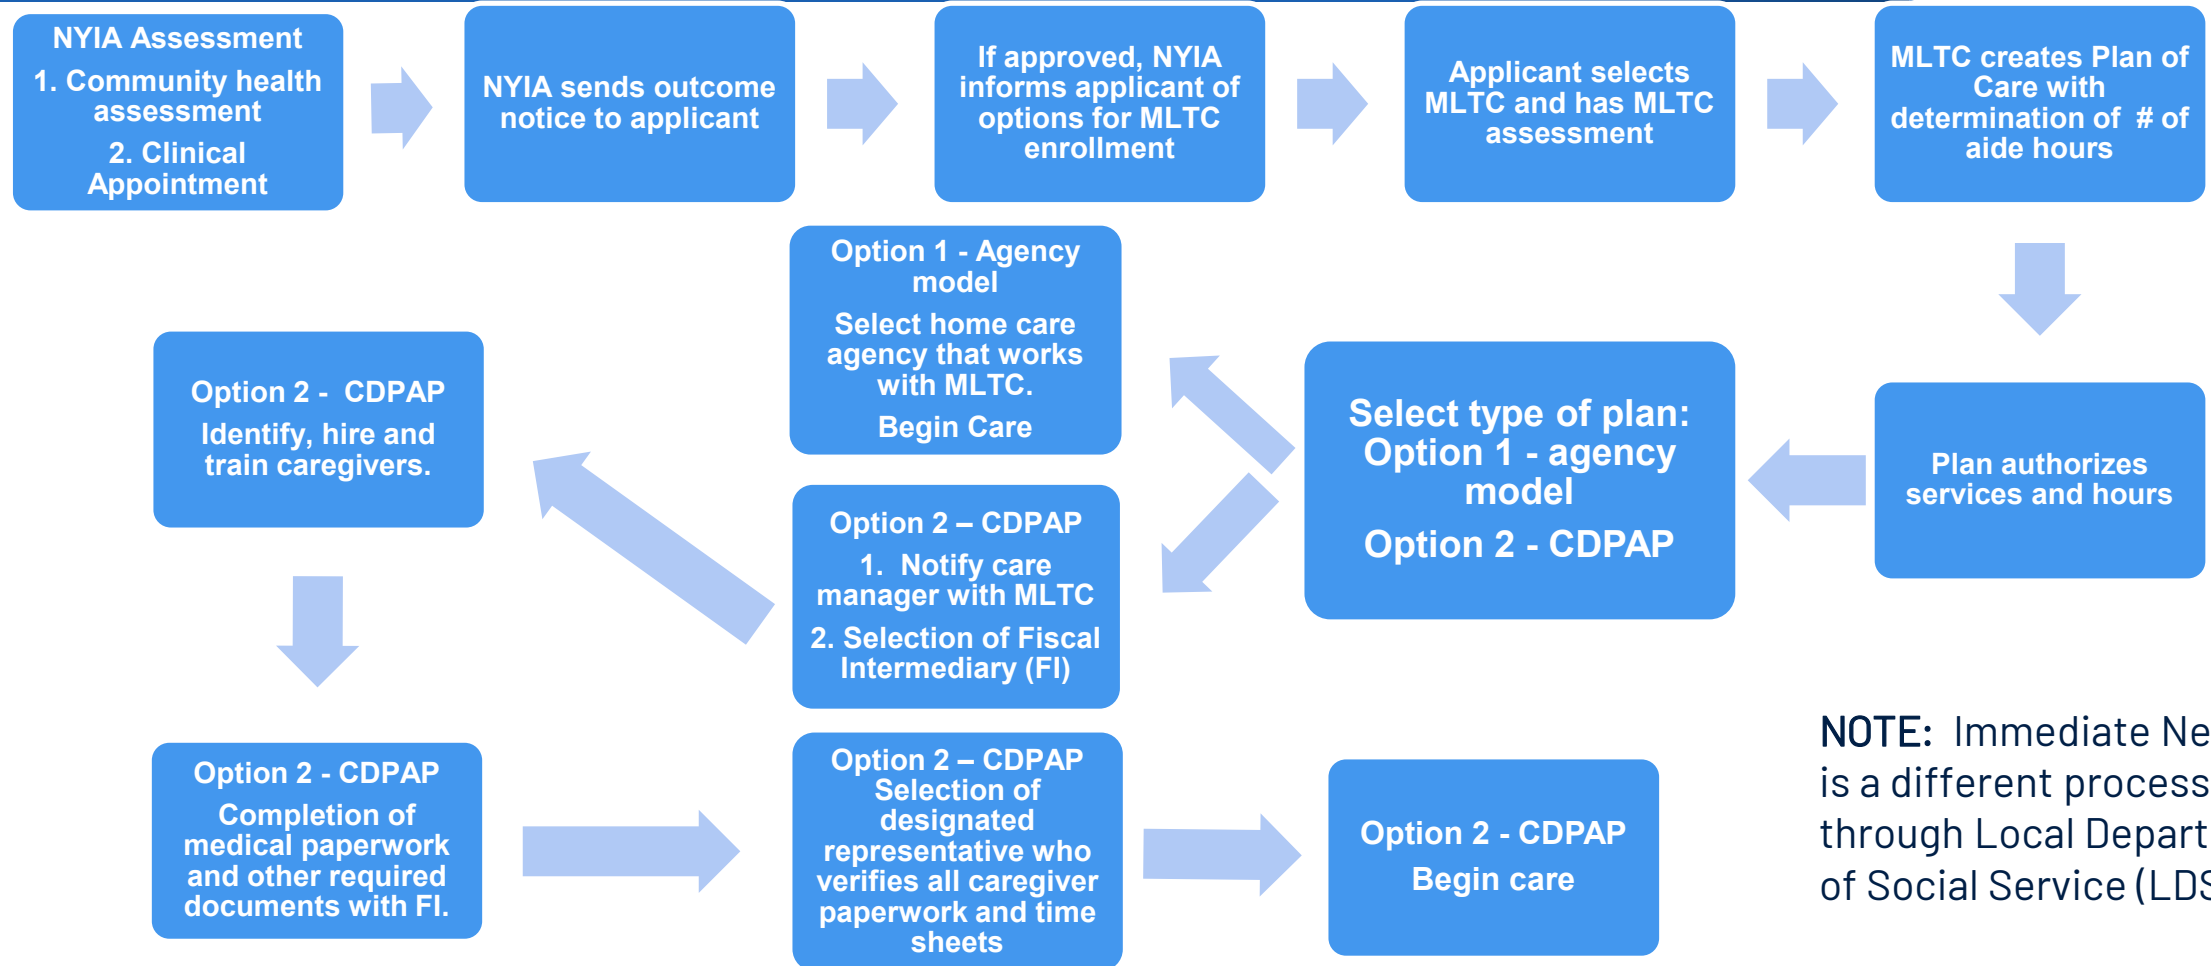 NYIA Assessment
1. Community health
assessment
2. Clinical
Appointment
NYIA sends outcome
notice to applicant
If approved, NYIA
informs applicant of
options for MLTC
enrollment
Applicant selects
MLTC and has MLTC
assessment
MLTC creates Plan of
Care with
determination of # of
aide hours
Plan authorizes
services and hours
Select type of plan:
Option 1 - agency
model
Option 2 - CDPAP
Option 1 - Agency
model
Select home care
agency that works
with MLTC.
Begin Care
Option 2 – CDPAP
1. Notify care
manager with MLTC
2. Selection of Fiscal
Intermediary (FI)
Option 2 - CDPAP
Identify, hire and
train caregivers.
Option 2 - CDPAP
Completion of
medical paperwork
and other required
documents with FI.
Option 2 – CDPAP
Selection of
designated
representative who
verifies all caregiver
paperwork and time
sheets
Option 2 - CDPAP
Begin care
NOTE: Immediate Ne
is a different process
through Local Depart
of Social Service (LDS